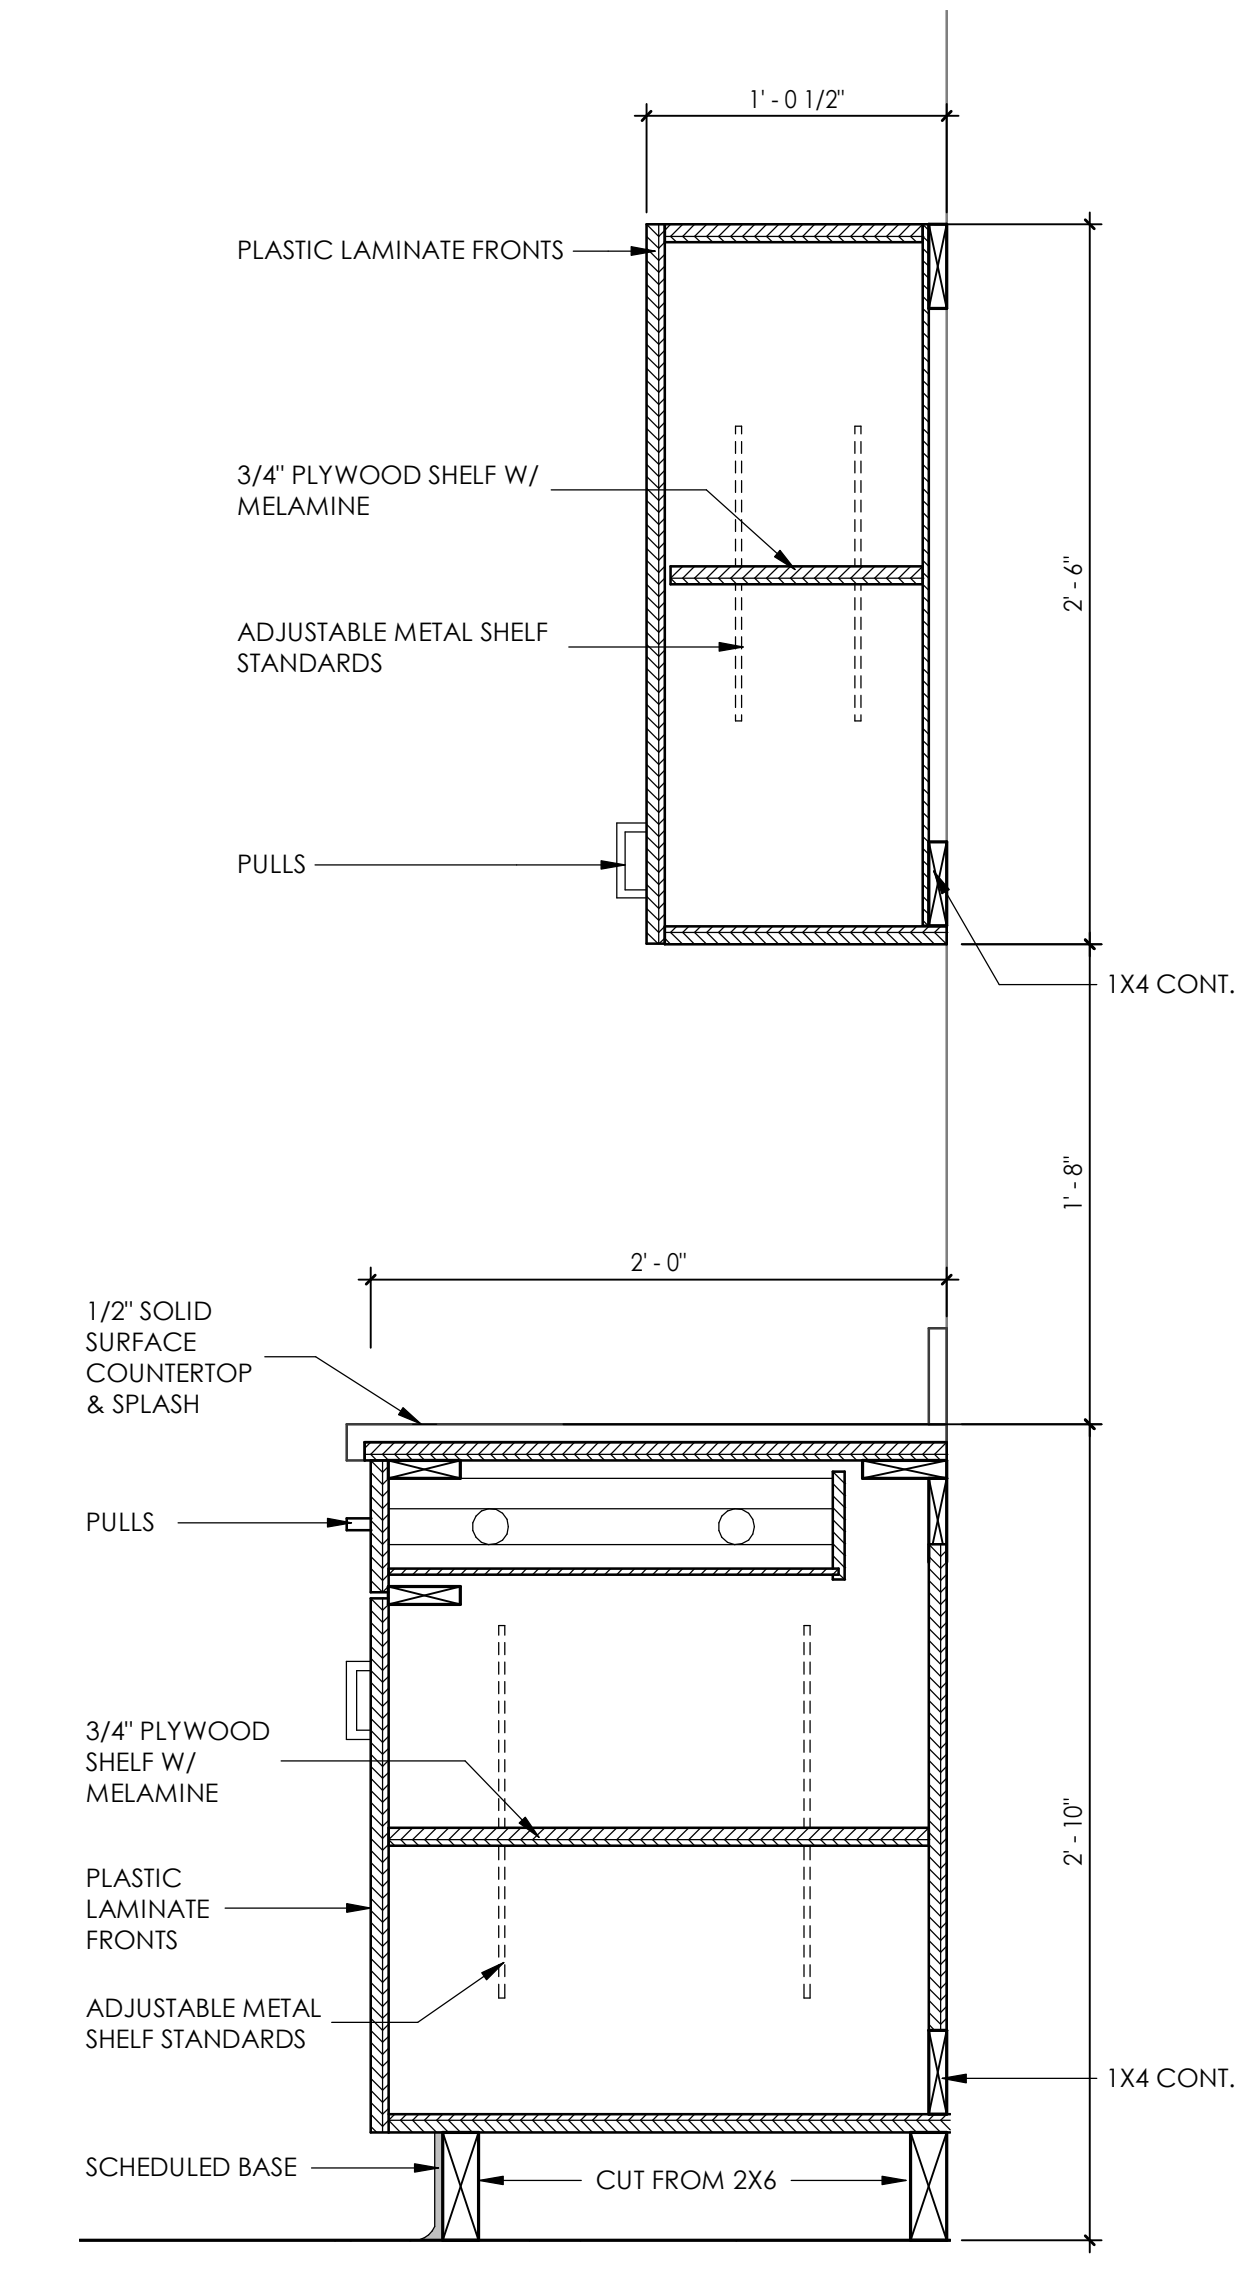 1' - 0 1/2"
PLASTIC LAMINATE FRONTS
3/4" PLYWOOD SHELF W/
MELAMINE
2' - 6"
ADJUSTABLE METAL SHELF
STANDARDS
PULLS
1X4 CONT.
1' - 8"
2' - 0"
1/2" SOLID
SURFACE
COUNTERTOP
& SPLASH
PULLS
3/4" PLYWOOD
SHELF W/
MELAMINE
2' - 10"
PLASTIC
LAMINATE
FRONTS
ADJUSTABLE METAL
SHELF STANDARDS
1X4 CONT.
SCHEDULED BASE
CUT FROM 2X6